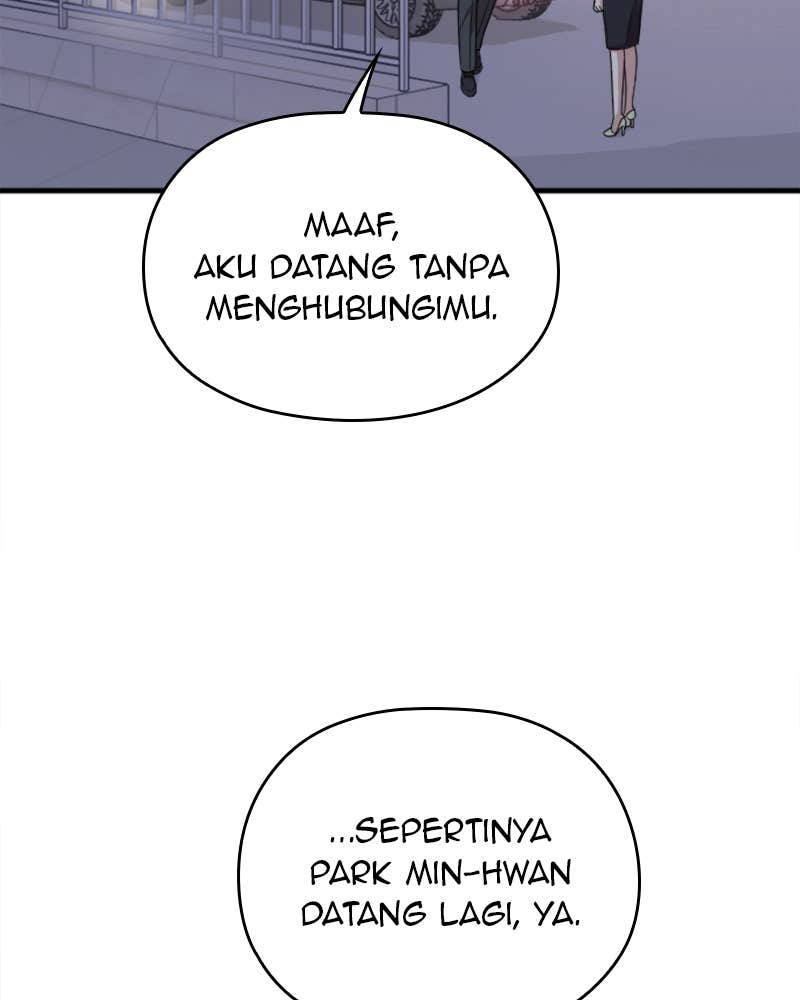 MAAF,
AKU DATANG TANPA
MENGHUBUNGIMU.
...SEPERTINYA
PARK MIN-HWAN
DATANG LAGI, YA.